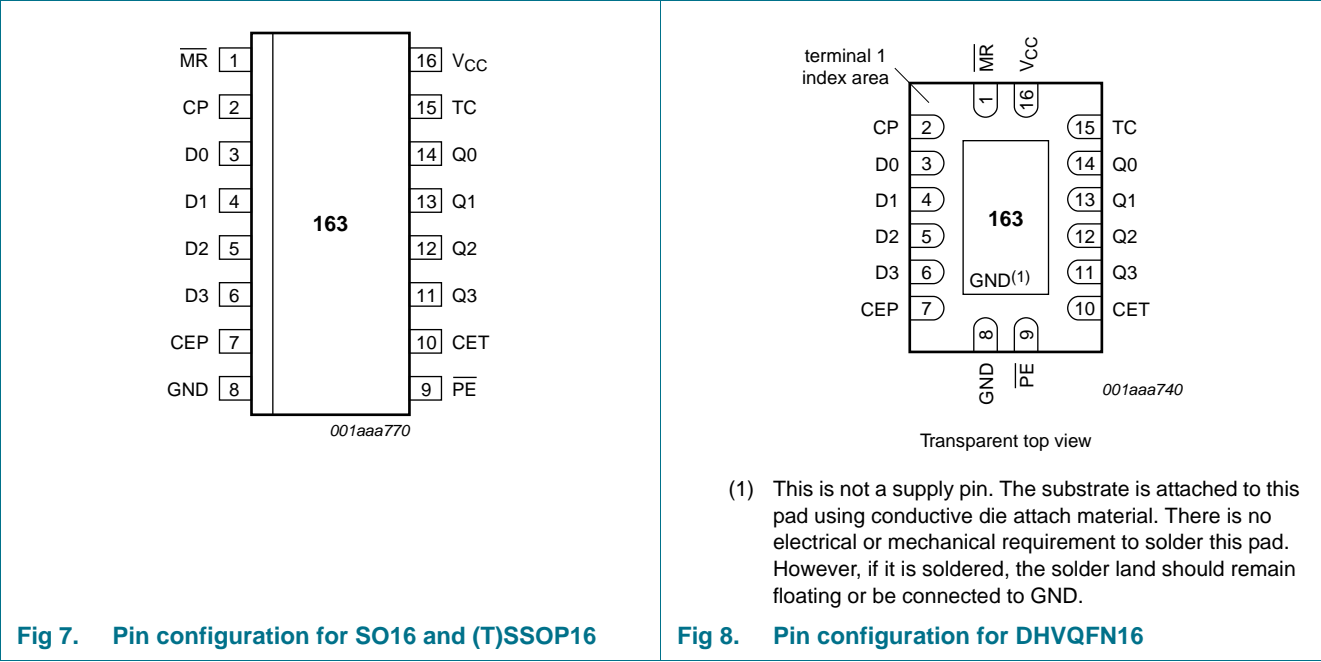 MR 1 16 VCC
CP 2 15 TC
D0 3 14 Q0
D1 4 13 Q1
163
D2 5 12 Q2
D3 6 11 Q3
CEP 7 10 CET
GND 8 9 PE
001aaa770
Fig 7. Pin configuration for SO16 and (T)SSOP16
terminal 1
index area
MR VCC
1 16
CP 2 15 TC
D0 3 14 Q0
D1 4 13 Q1
163
D2 5 12 Q2
D3 6 11 Q3
GND(1)
CEP 7 10 CET
8 9
GND PE
001aaa740
Transparent top view
(1) This is not a supply pin. The substrate is attached to this
pad using conductive die attach material. There is no
electrical or mechanical requirement to solder this pad.
However, if it is soldered, the solder land should remain
floating or be connected to GND.
Fig 8. Pin configuration for DHVQFN16